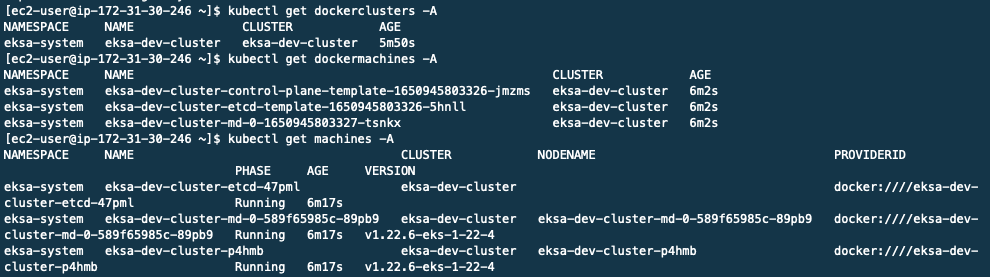 [ec2-user@ip-172-31-30-246 ~]$ kubectl get dockerclusters -A
NAMESPACE     NAME              CLUSTER           AGE
eksa-system   eksa-dev-cluster   eksa-dev-cluster   5m50s
[ec2-user@ip-172-31-30-246 ~]$ kubectl get dockermachines -A
NAMESPACE     NAME                                                          CLUSTER            AGE
eksa-system   eksa-dev-cluster-control-plane-template-1650945803326-jmzms   eksa-dev-cluster   6m2s
eksa-system   eksa-dev-cluster-etcd-template-1650945803326-5hnll            eksa-dev-cluster   6m2s
eksa-system   eksa-dev-cluster-md-0-1650945803327-tsnkx                     eksa-dev-cluster   6m2s
[ec2-user@ip-172-31-30-246 ~]$ kubectl get machines -A
NAMESPACE     NAME                                     CLUSTER            NODENAME                                 PROVIDERID
PHASE     AGE     VERSION
eksa-system   eksa-dev-cluster-etcd-47pml              eksa-dev-cluster                                            docker:////eksa-dev-
cluster-etcd-47pml             Running   6m17s
eksa-system   eksa-dev-cluster-md-0-589f65985c-89pb9   eksa-dev-cluster   eksa-dev-cluster-md-0-589f65985c-89pb9   docker:////eksa-dev-
cluster-md-0-589f65985c-89pb9   Running   6m17s   v1.22.6-eks-1-22-4
eksa-system   eksa-dev-cluster-p4hmb                   eksa-dev-cluster   eksa-dev-cluster-p4hmb                   docker:////eksa-dev-
cluster-p4hmb                   Running   6m17s   v1.22.6-eks-1-22-4